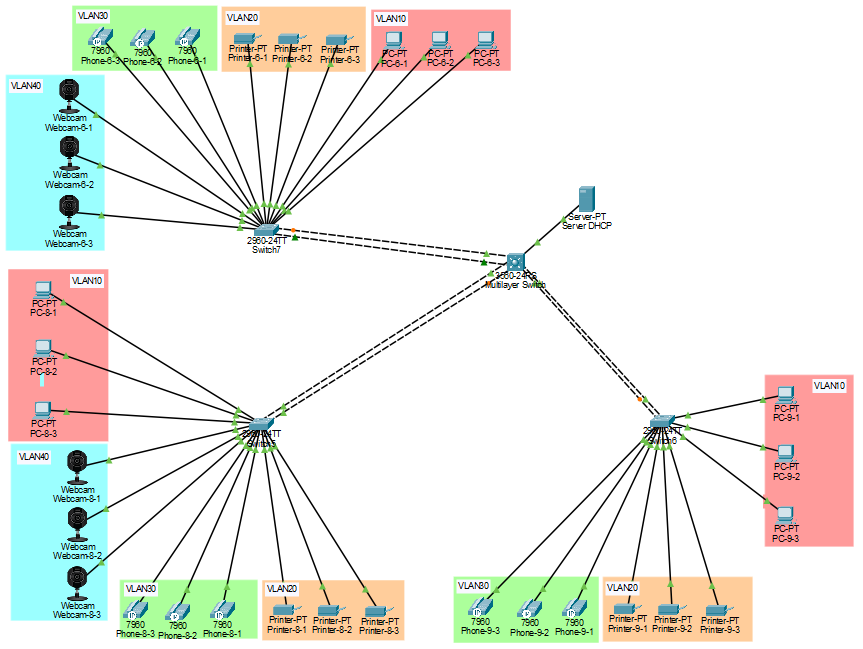 VLAN30
7960
Phone-6-3
7960
Phone-6-2
7960
Phone-6-1
VLAN20
Printer-PT
Printer-6-1
Printer-PT
Printer-6-2
Printer-PT
Printer-6-3
VLAN10
PC-PT
PC-6-1
PC-PT
PC-6-2
PC-PT
PC-6-3
VLAN40
Webcam
Webcam-6-1
Webcam
Webcam-6-2
Webcam
Webcam-6-3
2960-24TT
Switch7
Server-PT
Server DHCP
3560-24PS
Multilayer Switch
VLAN10
PC-PT
PC-8-1
PC-PT
PC-8-2
PC-PT
PC-8-3
2960-24TT
Switch5
VLAN40
Webcam
Webcam-8-1
Webcam
Webcam-8-2
Webcam
Webcam-8-3
VLAN30
7960
Phone-8-3
7960
Phone-8-2
7960
Phone-8-1
VLAN20
Printer-PT
Printer-8-1
Printer-PT
Printer-8-2
Printer-PT
Printer-8-3
2960-24TT
Switch6
VLAN10
PC-PT
PC-9-1
PC-PT
PC-9-2
PC-PT
PC-9-3
VLAN30
7960
Phone-9-3
7960
Phone-9-2
7960
Phone-9-1
VLAN20
Printer-PT
Printer-9-1
Printer-PT
Printer-9-2
Printer-PT
Printer-9-3